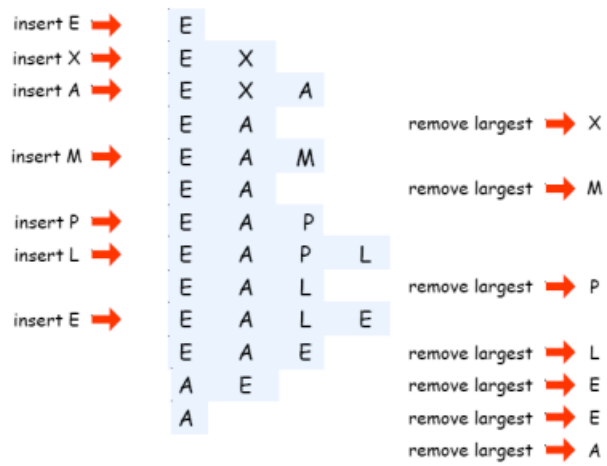 insert E E
insert X E X
insert A E X A
E A remove largest X
insert M E A M
E A remove largest M
insert P E A P
insert L E A P L
E A L remove largest P
insert E E A L E
E A E remove largest L
A E remove largest E
A remove largest E
remove largest A